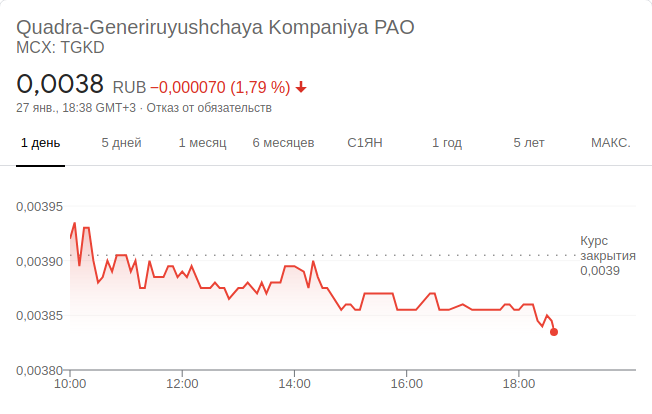 Quadra-Generiruyushchaya Kompaniya PAO
MCX: TGKD
0,0038 RUB −0,000070 (1,79 %)
27 янв., 18:38 GMT+3 · Отказ от обязательств
1 день 5 дней 1 месяц 6 месяцев С1ЯН 1 год 5 лет МАКС.
0,00395
0,00390
0,00385
0,00380
Курс
закрытия
0,0039
10:00 12:00 14:00 16:00 18:00